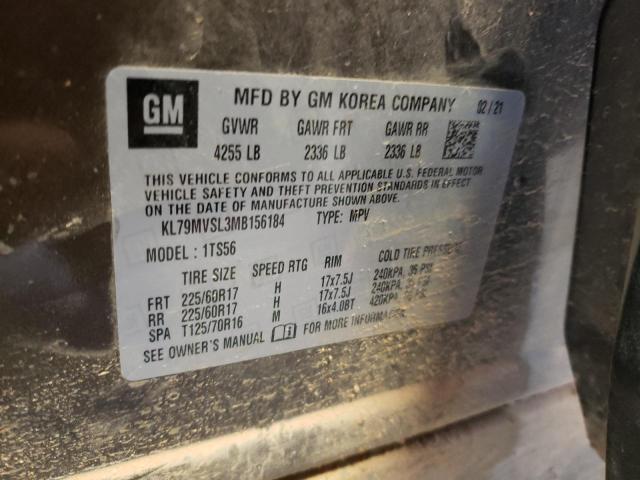 GM
MFD BY GM KOREA COMPANY 02/21
GVWR GAWR FRT GAWR RR
4255 LB 2336 LB 2336 LB
THIS VEHICLE CONFORMS TO ALL APPLICABLE U.S. FEDERAL MOTOR
VEHICLE SAFETY AND THEFT PREVENTION STANDARDS IN EFFECT
ON THE DATE OF MANUFACTURE SHOWN ABOVE.
KL79MVSL3MB156184 TYPE: MPV
MODEL: 1TS56
TIRE SIZE SPEED RTG RIM COLD TIRE PRESSURE
FRT 225/60R17 H 17x7.5J 240KPA, 35 PSI
RR 225/60R17 H 17x7.5J 240KPA, PSI
SPA T125/70R16 M 16x4.0BT 420KPA,
SEE OWNER'S MANUAL FOR MORE INFORMATION